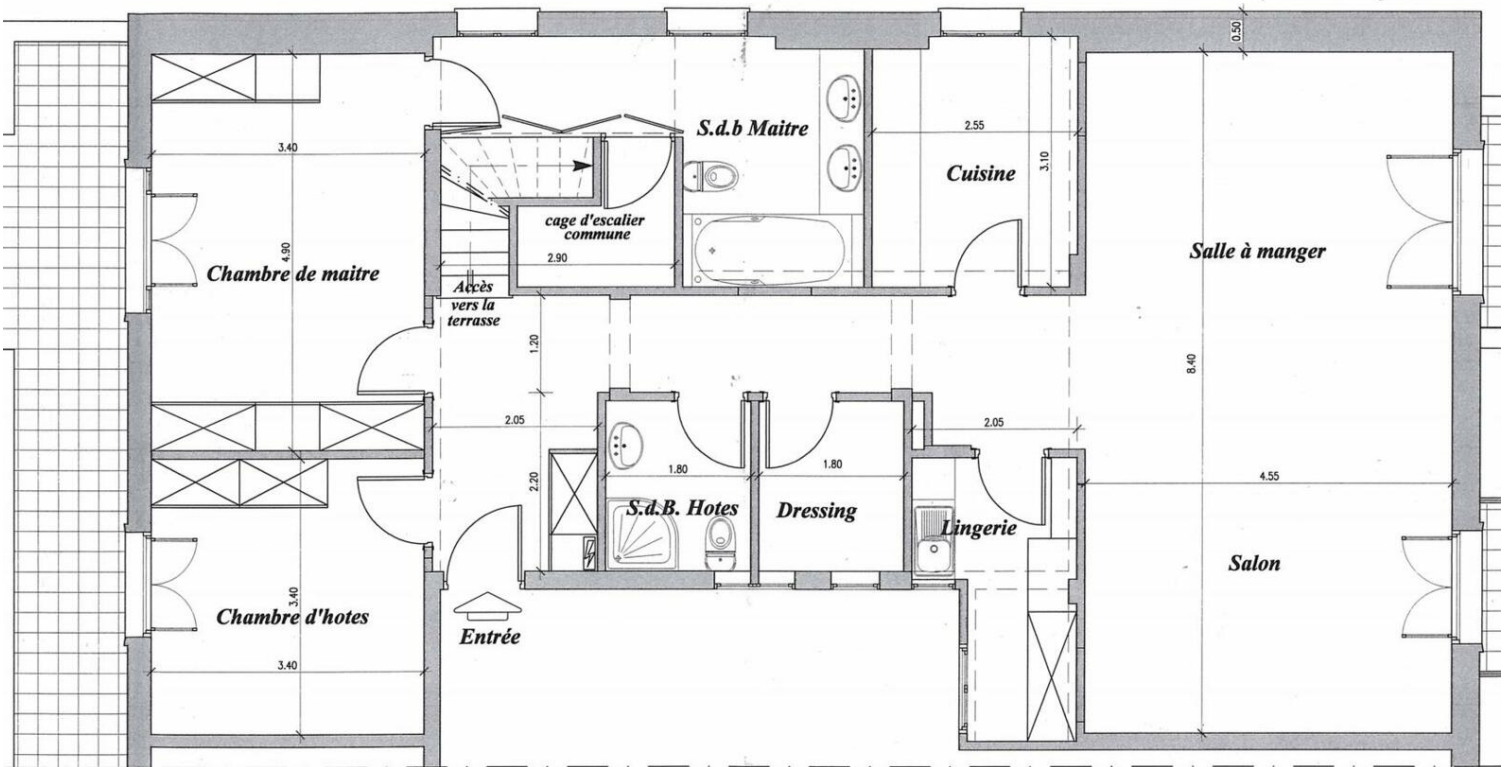 0.50
S.d.b Maitre
2.55
3.40
3.10
Cuisine
cage d'escalier
commune
Salle à manger
4.90
Chambre de maitre
2.90
Accès
vers la
terrasse
1.20
8.40
2.05
2.05
1.80
1.80
4.55
2.20
S.d.B. Hotes
Dressing
Lingerie
Salon
3.40
Chambre d'hotes
Entrée
3.40